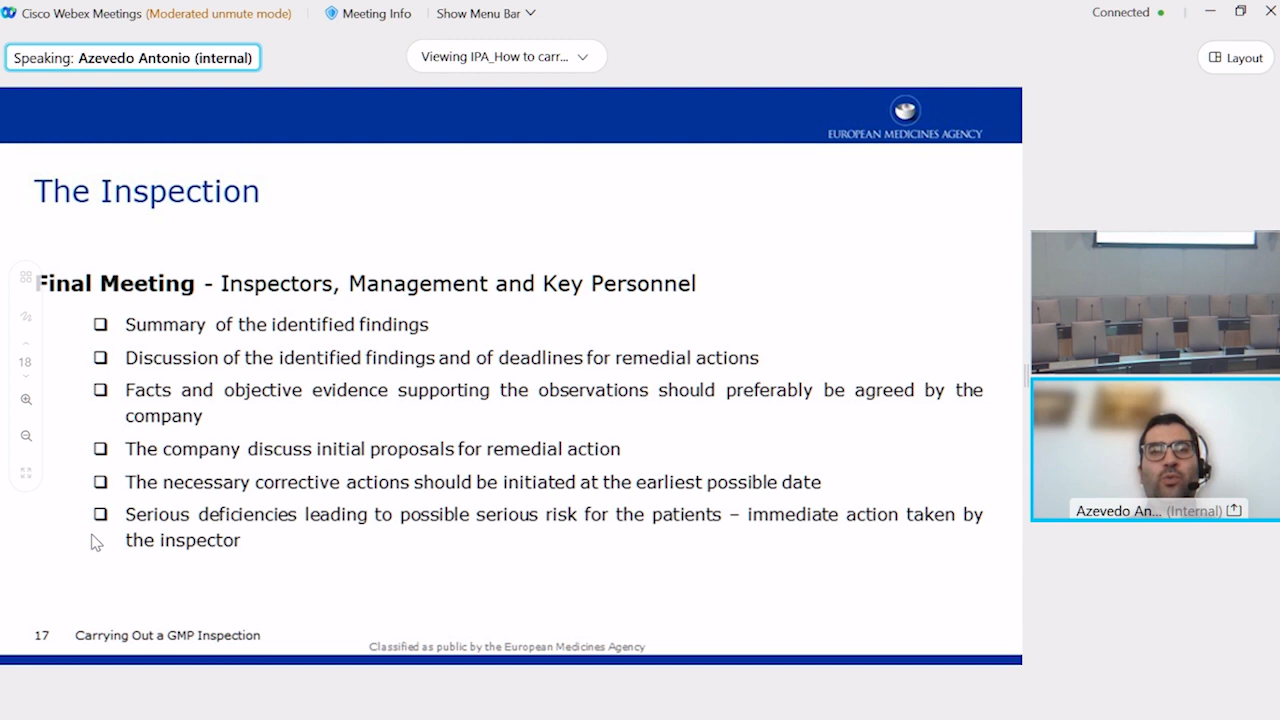 Cisco Webex Meetings (Moderated unmute mode) Meeting Info Show Menu Bar Connected
Speaking: Azevedo Antonio (internal) Viewing IPA_How to carr... Layout
EUROPEAN MEDICINES AGENCY
The Inspection
Final Meeting - Inspectors, Management and Key Personnel
Summary of the identified findings
Discussion of the identified findings and of deadlines for remedial actions
18
Facts and objective evidence supporting the observations should preferably be agreed by the
company
The company discuss initial proposals for remedial action
The necessary corrective actions should be initiated at the earliest possible date
Serious deficiencies leading to possible serious risk for the patients – immediate action taken by
the inspector
Azevedo An... (Internal)
17 Carrying Out a GMP Inspection
Classified as public by the European Medicines Agency